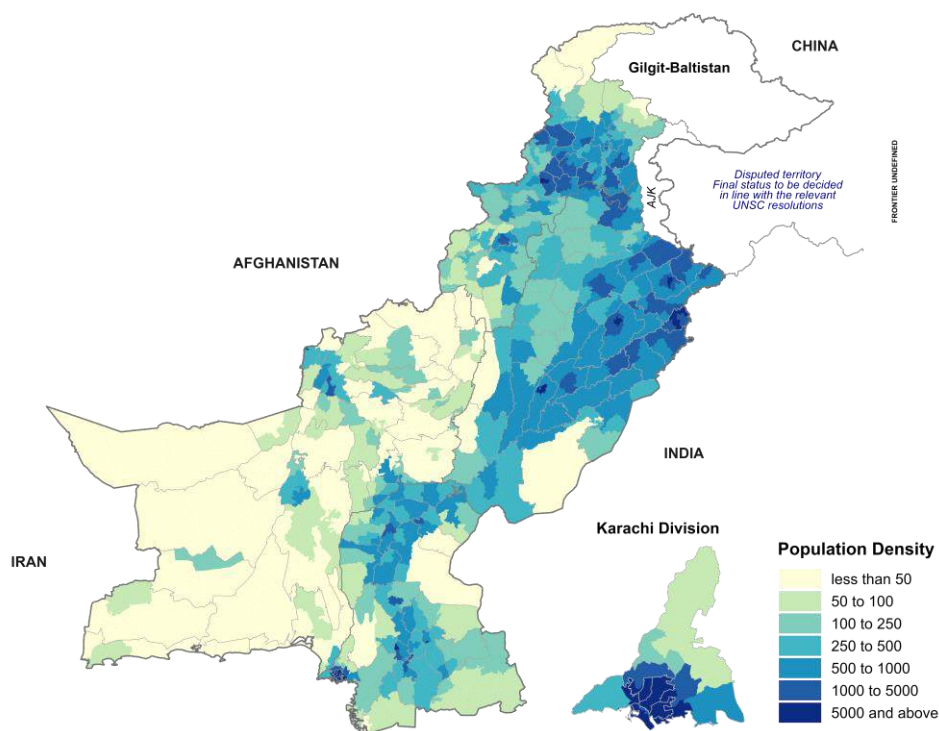 CHINA
Gilgit-Baltistan
Disputed territory
Final status to be decided
in line with the relevant
UNSC resolutions
AJK
FRONTIER UNDEFINED
AFGHANISTAN
INDIA
IRAN
Karachi Division
Population Density
less than 50
50 to 100
100 to 250
250 to 500
500 to 1000
1000 to 5000
5000 and above